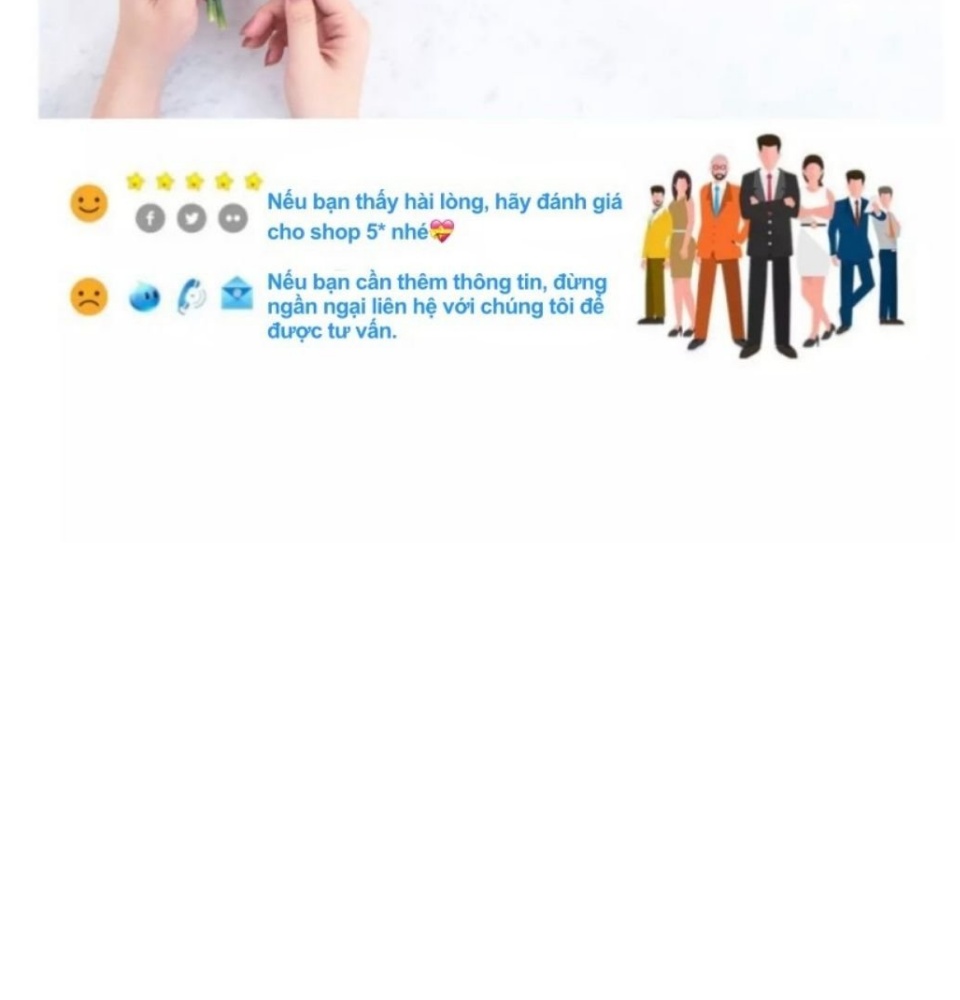 Nếu bạn thấy hài lòng, hãy đánh giá
cho shop 5* nhé💝
Nếu bạn cần thêm thông tin, đừng
ngần ngại liên hệ với chúng tôi để
được tư vấn.